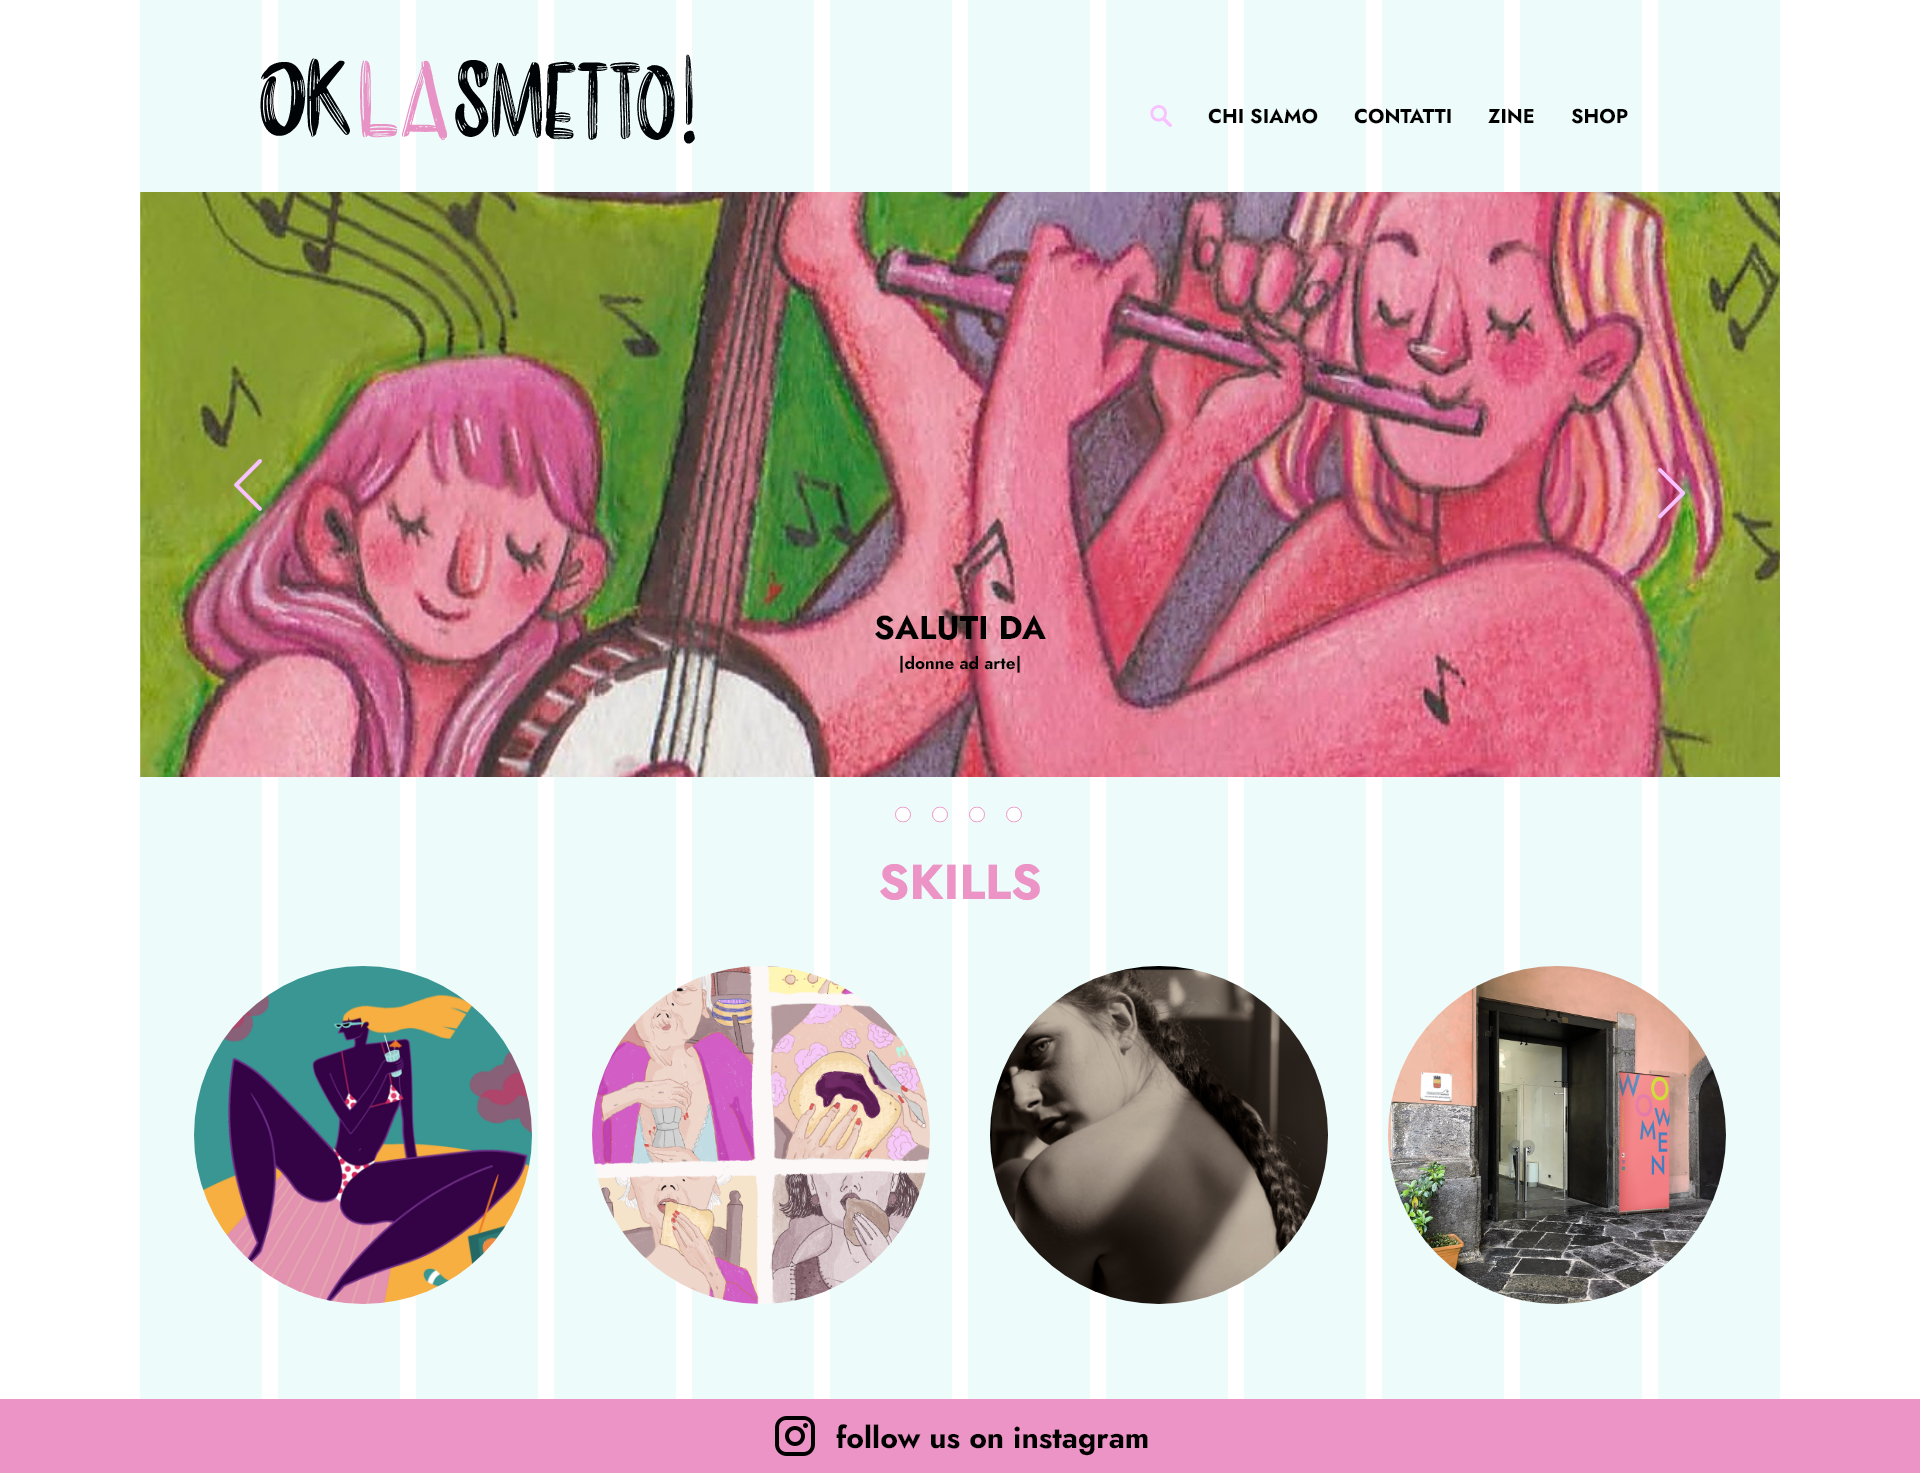 OK LA SMETTO!
CHI SIAMO CONTATTI ZINE SHOP
SALUTI DA
|donne ad arte|
SKILLS
WO
WOMEN
follow us on instagram